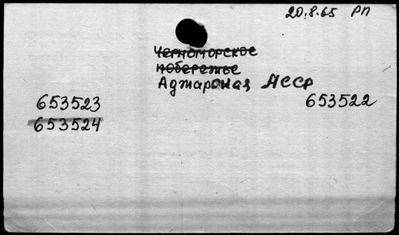 20.8.65 РП
Черноморское
побережье
Аджарская АССР
653523
653522
653524